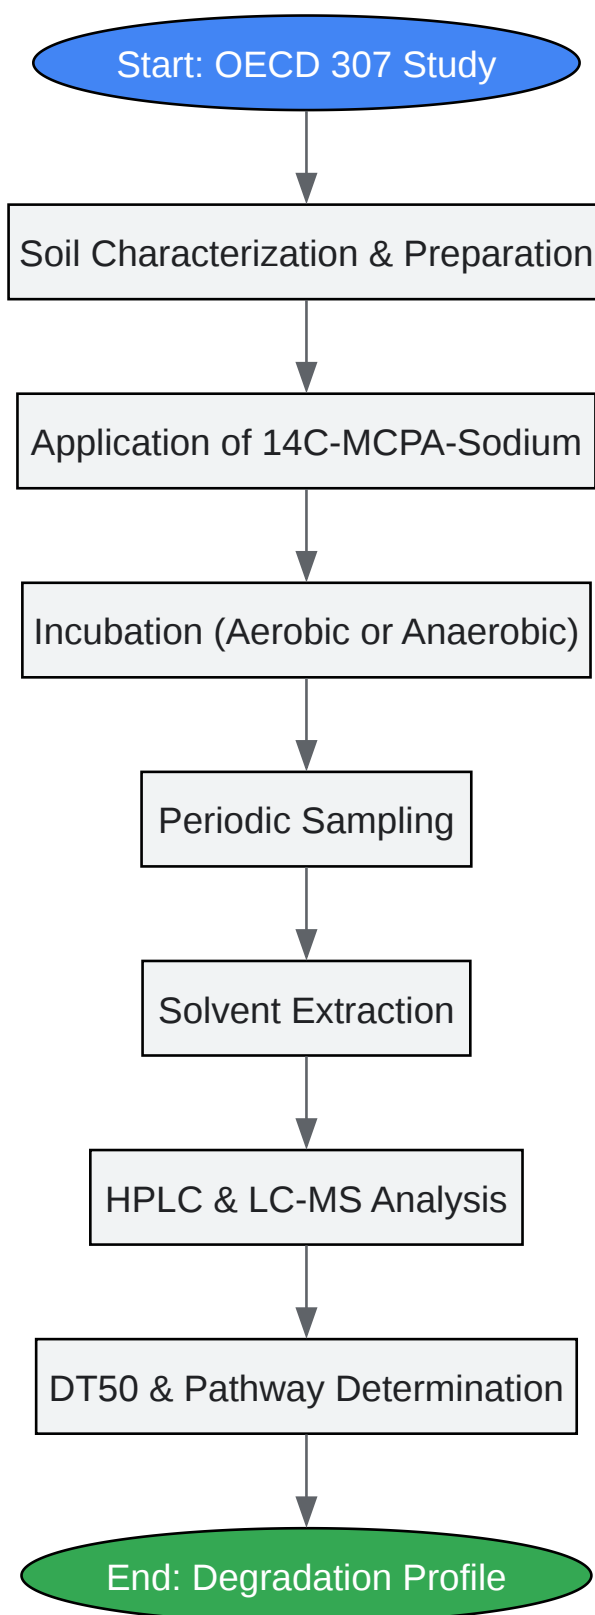 Start: OECD 307 Study
Soil Characterization & Preparation
Application of 14C-MCPA-Sodium
Incubation (Aerobic or Anaerobic)
Periodic Sampling
Solvent Extraction
HPLC & LC-MS Analysis
DT50 & Pathway Determination
End: Degradation Profile